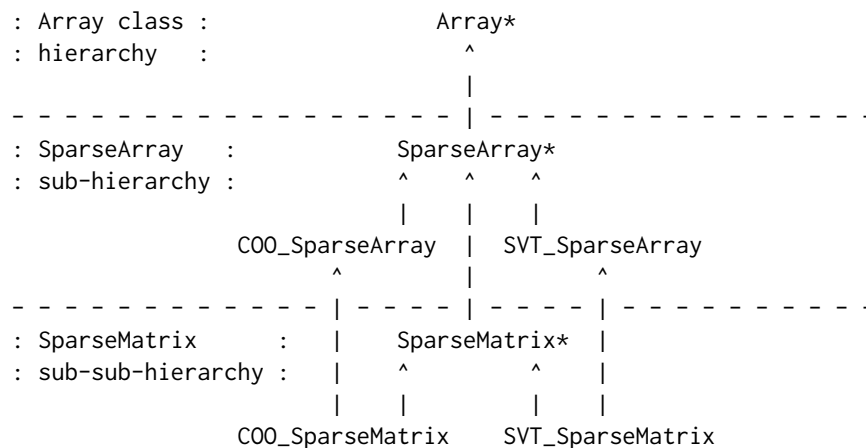 : Array class :                 Array*
: hierarchy   :                   ^
                                  |
- - - - - - - - - - - - - - - - - | - - - - - - - - - - - - - - -
: SparseArray   :            SparseArray*
: sub-hierarchy :            ^    ^    ^
                             |    |    |
                 COO_SparseArray  |  SVT_SparseArray
                        ^         |         ^
- - - - - - - - - - - - | - - - - | - - - - | - - - - - - - - - -
: SparseMatrix      :   |    SparseMatrix*  |
: sub-sub-hierarchy :   |    ^         ^    |
                        |    |         |    |
                 COO_SparseMatrix    SVT_SparseMatrix